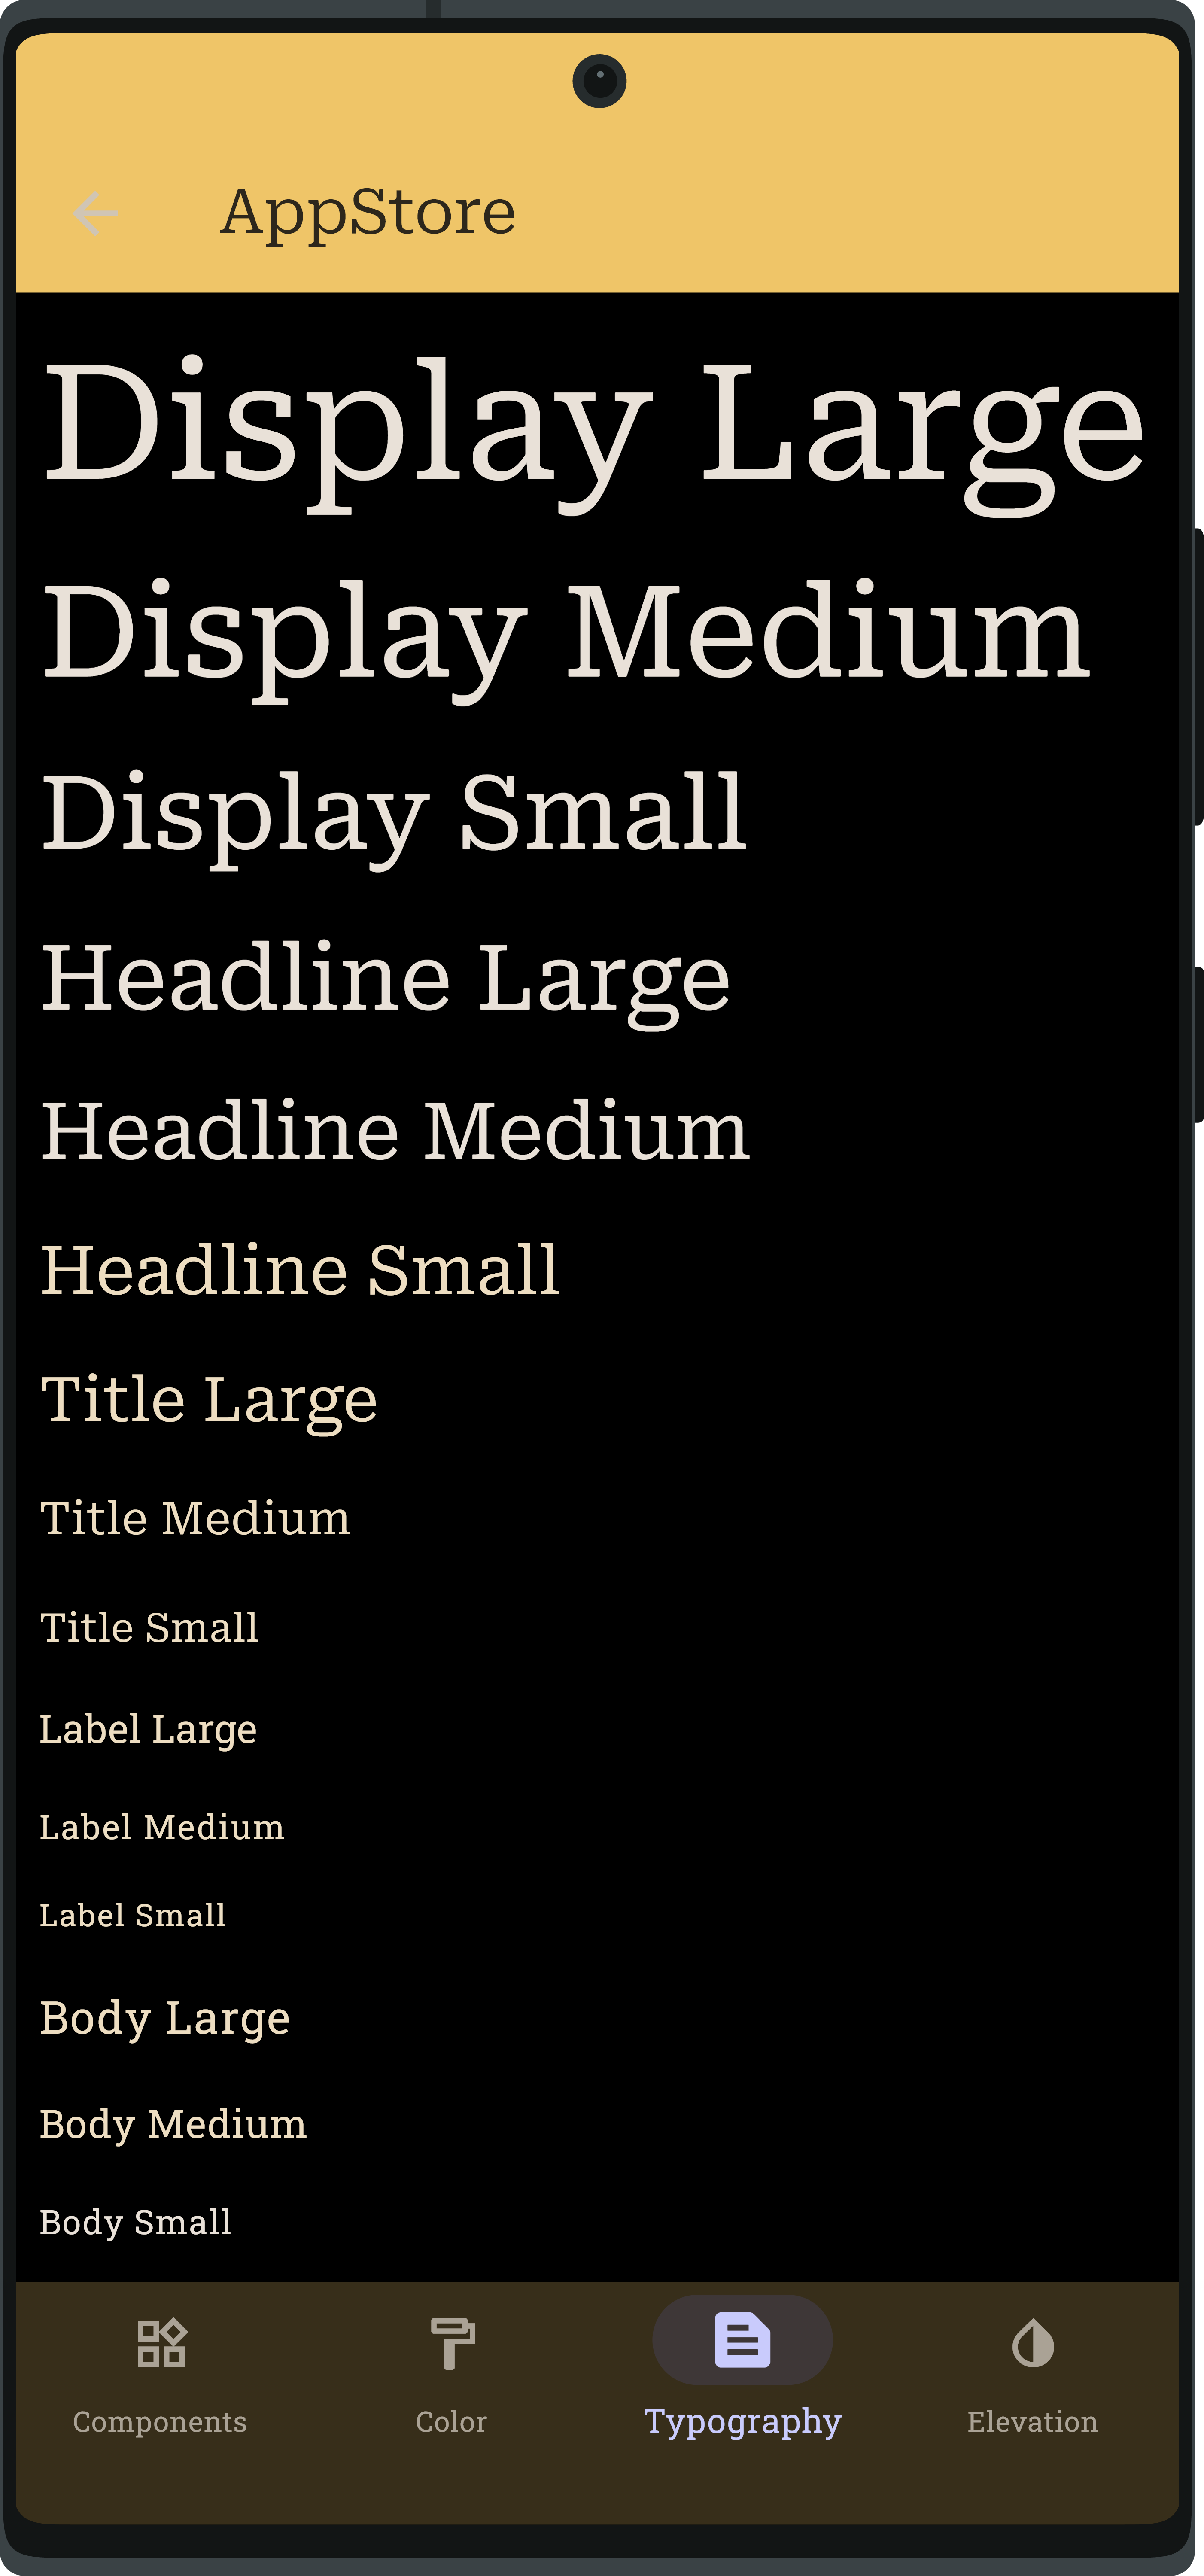 AppStore
Display Large
Display Medium
Display Small
Headline Large
Headline Medium
Headline Small
Title Large
Title Medium
Title Small
Label Large
Label Medium
Label Small
Body Large
Body Medium
Body Small
Components Color Typography Elevation